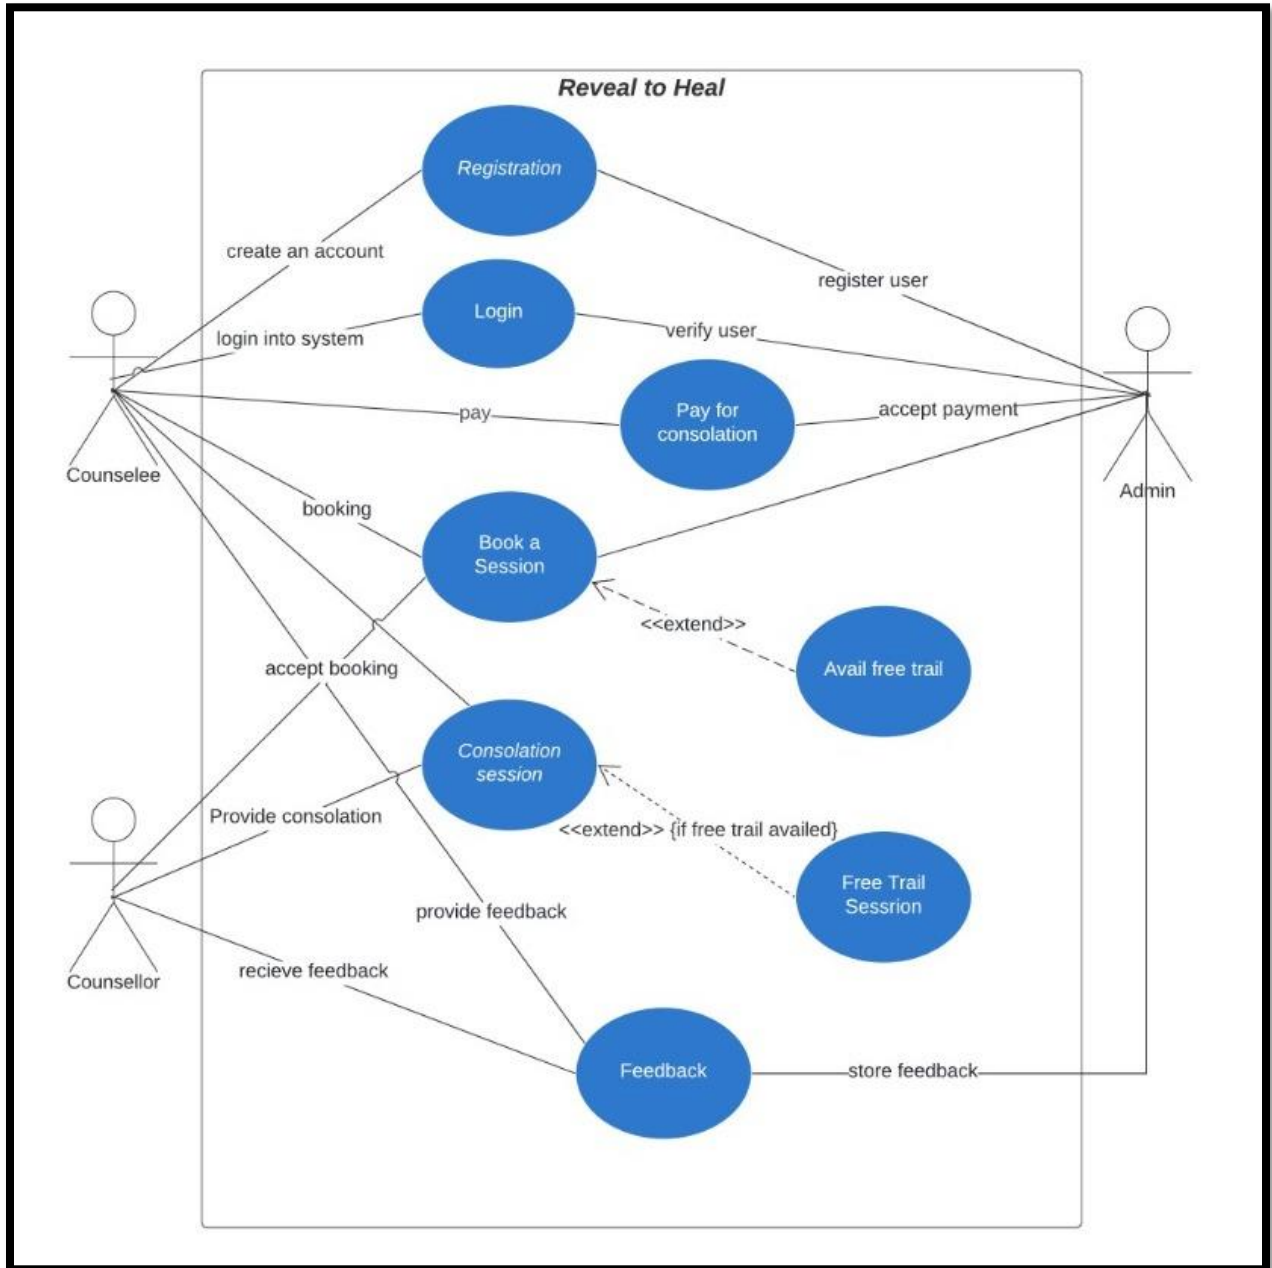 Reveal to Heal
Registration
create an account
register user
Login
login into system
verify user
Pay for
consolation
pay
accept payment
Counselee
Admin
booking
Book a
Session
<<extend>>
accept booking
Avail free trail
Consolation
session
Provide consolation
<<extend>> {if free trail availed}
Free Trail
Sessrion
provide feedback
recieve feedback
Counsellor
Feedback
store feedback